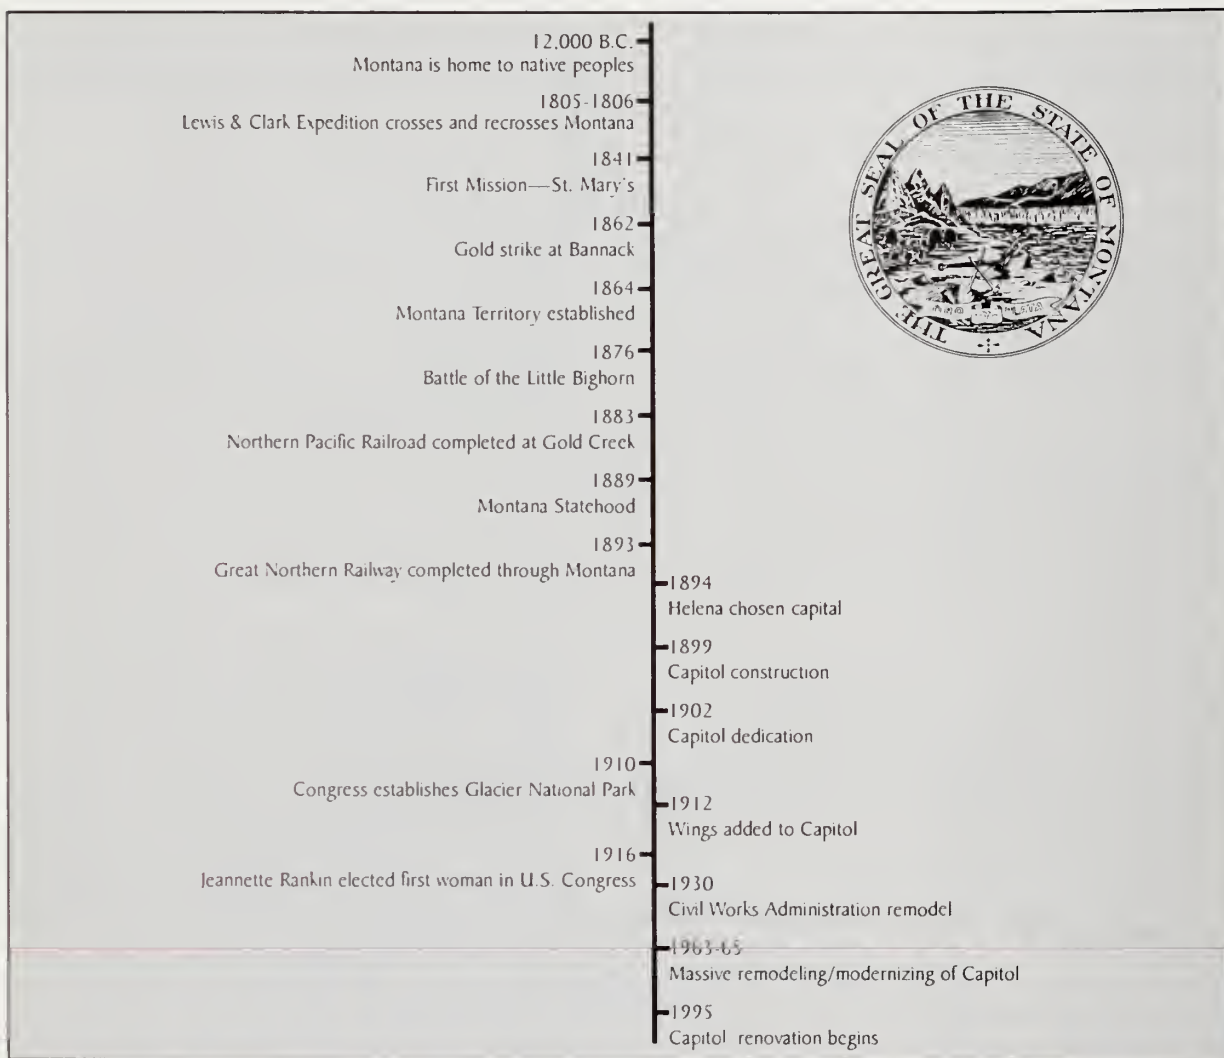 12,000 B.C.
Montana is home to native peoples
1805-1806
Lewis & Clark Expedition crosses and recrosses Montana
1841
First Mission—St. Mary's
1862
Gold strike at Bannack
1864
Montana Territory established
1876
Battle of the Little Bighorn
1883
Northern Pacific Railroad completed at Gold Creek
1889
Montana Statehood
1893
Great Northern Railway completed through Montana
1894
Helena chosen capital
1899
Capitol construction
1902
Capitol dedication
1910
Congress establishes Glacier National Park
1912
Wings added to Capitol
1916
Jeannette Rankin elected first woman in U.S. Congress
1930
Civil Works Administration remodel
1963-65
Massive remodeling/modernizing of Capitol
1995
Capitol renovation begins
THE GREAT SEAL OF THE STATE OF MONTANA